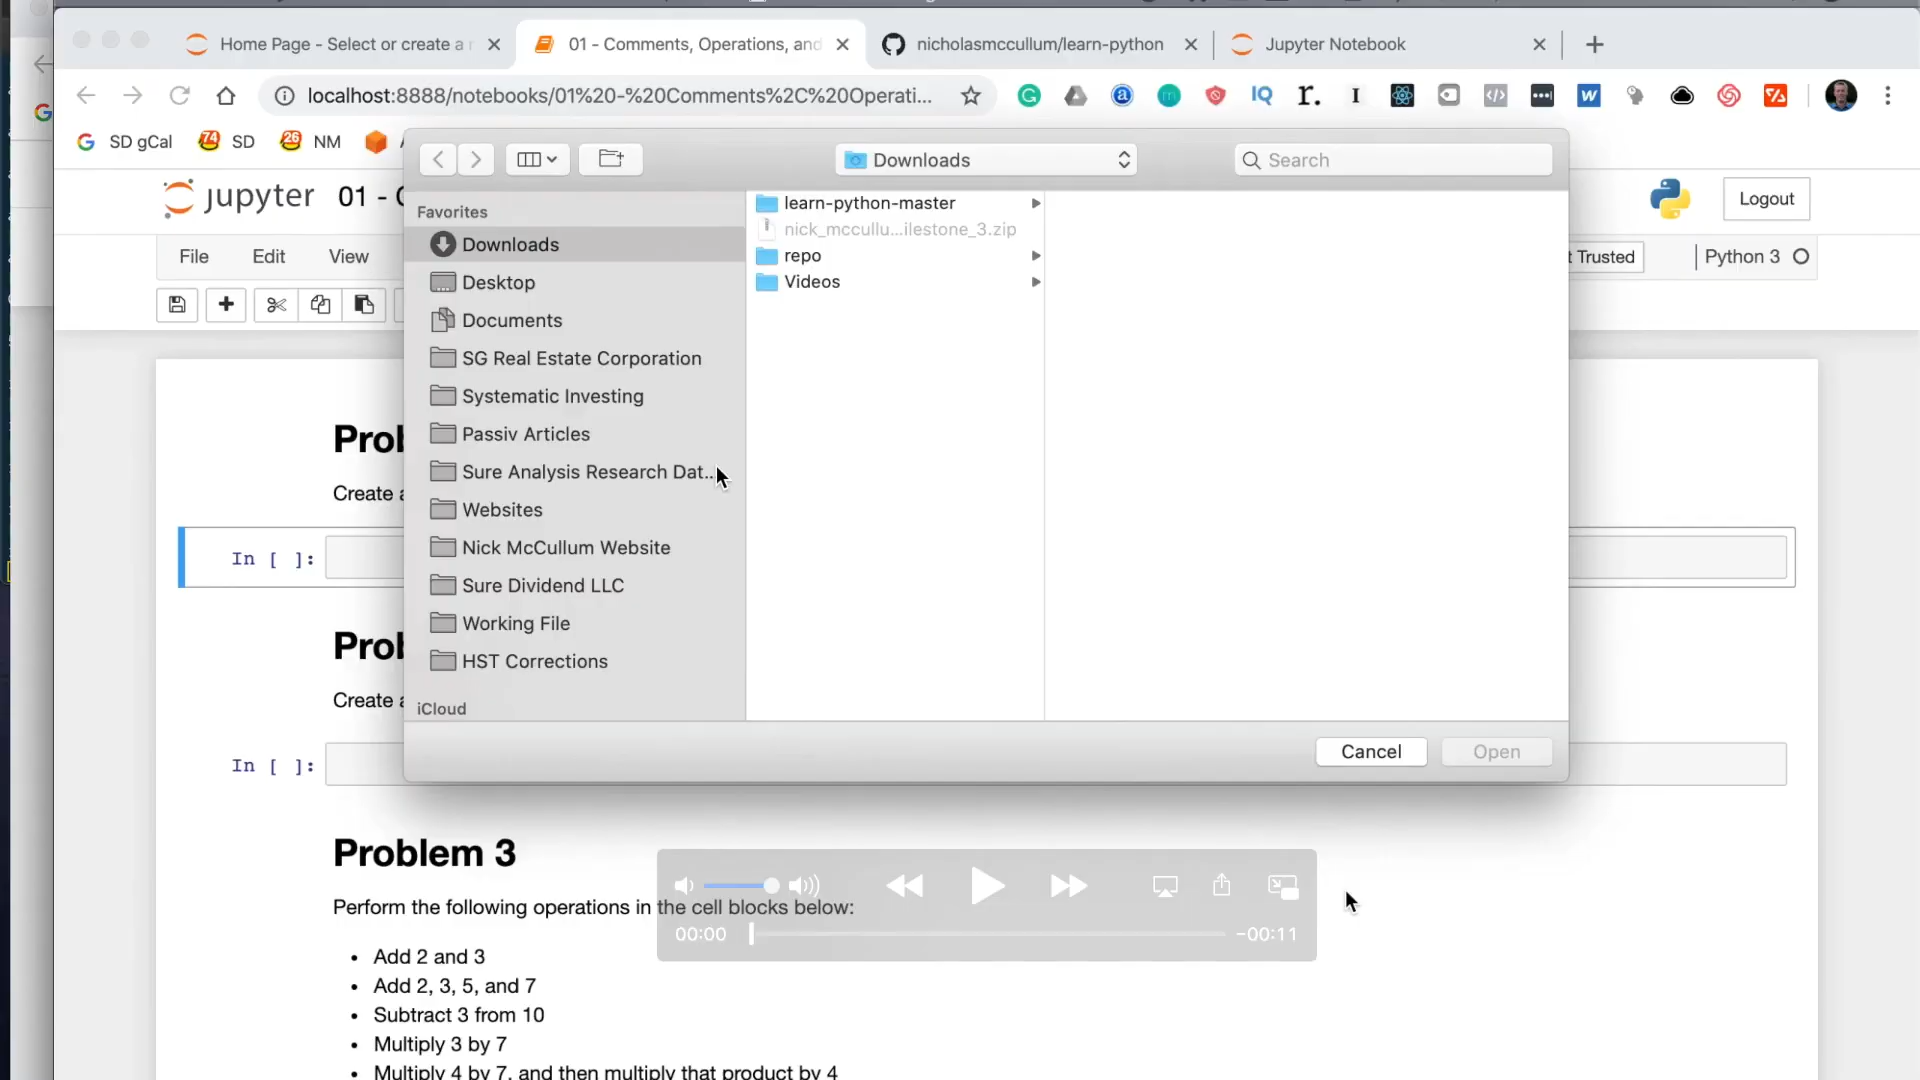 Home Page - Select or create a n
01 - Comments, Operations, and
nicholasmccullum/learn-python
Jupyter Notebook
localhost:8888/notebooks/01%20-%20Comments%2C%20Operati...
SD gCal
74
SD
26
NM
jupyter
01 -
Logout
File
Edit
View
Trusted
Python 3
Downloads
Search
Favorites
Downloads
Desktop
Documents
SG Real Estate Corporation
Systematic Investing
Passiv Articles
Sure Analysis Research Dat...
Websites
Nick McCullum Website
Sure Dividend LLC
Working File
HST Corrections
iCloud
learn-python-master
nick_mccullu...ilestone_3.zip
repo
Videos
Cancel
Open
Create
In [ ]:
Create
In [ ]:
Problem 3
Perform the following operations in the cell blocks below:
• Add 2 and 3
• Add 2, 3, 5, and 7
• Subtract 3 from 10
• Multiply 3 by 7
• Multiply 4 by 7, and then multiply that product by 4
00:00
-00:11